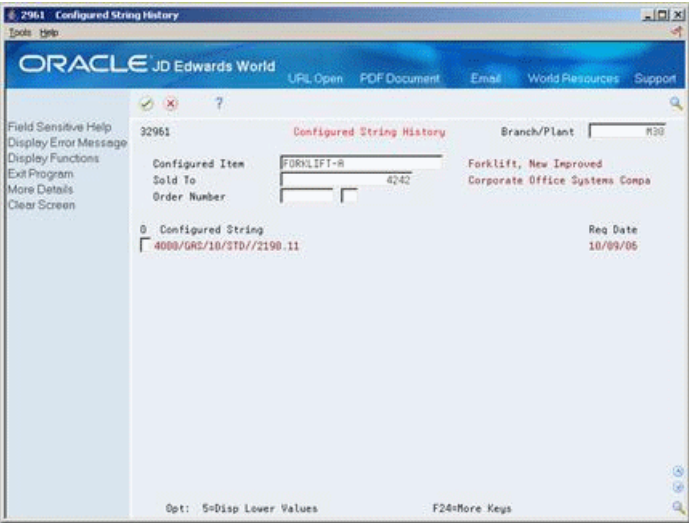 2961 Configured String History
Tools Help
ORACLE JD Edwards World
URL Open PDF Document Email World Resources Support
?
Field Sensitive Help
Display Error Message
Display Functions
Exit Program
More Details
Clear Screen
32961 Configured String History Branch/Plant M30
Configured Item FORKLIFT-A Forklift, New Improved
Sold To 4242 Corporate Office Systems Compa
Order Number
O Configured String Req Date
4000/GRS/10/STD//2198.11 10/09/06
Opt: 5=Disp Lower Values F24=More Keys